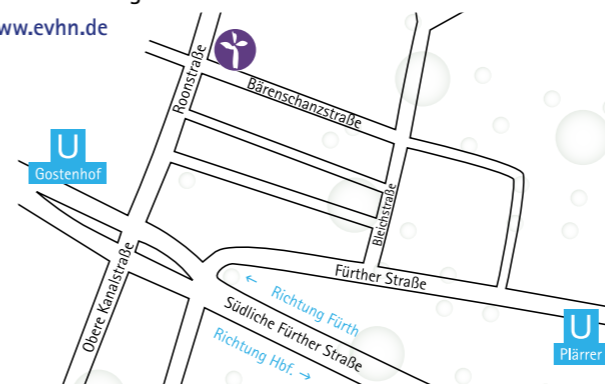 www.evhn.de
Roonstraße
Bärenschanzstraße
U
Gostenhof
Bleichstraße
Obere Kanalstraße
Fürther Straße
← Richtung Fürth
Südliche Fürther Straße
Richtung Hbf. →
U
Plärrer